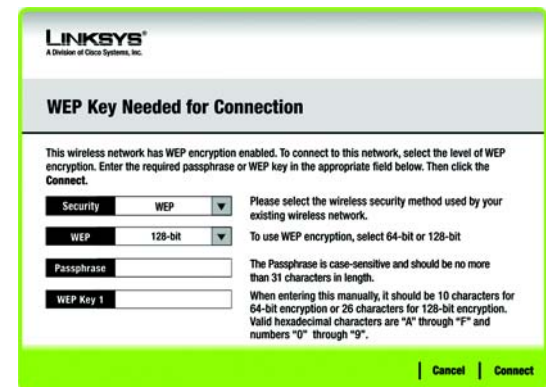 LINKSYS®
A Division of Cisco Systems, Inc.
WEP Key Needed for Connection
This wireless network has WEP encryption enabled. To connect to this network, select the level of WEP
encryption. Enter the required passphrase or WEP key in the appropriate field below. Then click the
Connect.
Security WEP
Please select the wireless security method used by your
existing wireless network.
WEP 128-bit
To use WEP encryption, select 64-bit or 128-bit
Passphrase
The Passphrase is case-sensitive and should be no more
than 31 characters in length.
WEP Key 1
When entering this manually, it should be 10 characters for
64-bit encryption or 26 characters for 128-bit encryption.
Valid hexadecimal characters are "A" through "F" and
numbers "0" through "9".
Cancel Connect